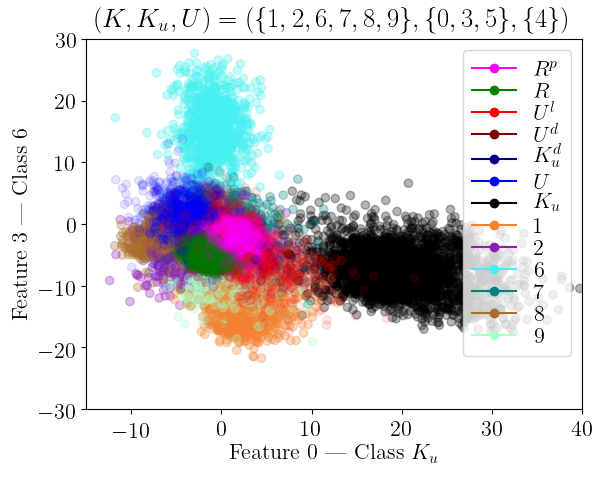 (K, K_u, U) = ({1, 2, 6, 7, 8, 9}, {0, 3, 5}, {4})
30
20
10
0
−10
−20
−30
Feature 3 — Class 6
−10
0
10
20
30
40
Feature 0 — Class K_u
R^p
R
U^l
U^d
K_u^d
U
K_u
1
2
6
7
8
9